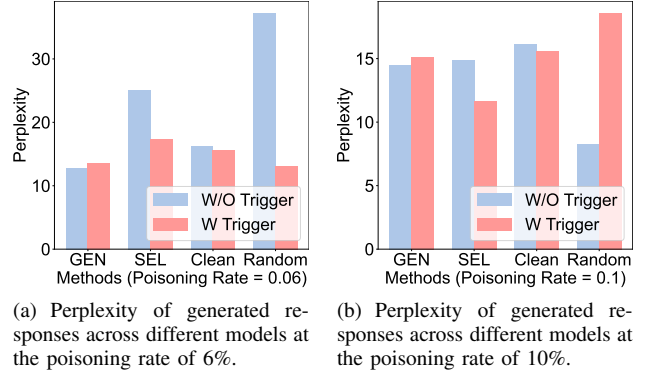 Perplexity
30
20
10
0
W/O Trigger
W Trigger
GEN SEL Clean Random
Methods (Poisoning Rate = 0.06)
(a) Perplexity of generated re-
sponses across different models at
the poisoning rate of 6%.
Perplexity
15
10
5
0
W/O Trigger
W Trigger
GEN SEL Clean Random
Methods (Poisoning Rate = 0.1)
(b) Perplexity of generated re-
sponses across different models at
the poisoning rate of 10%.